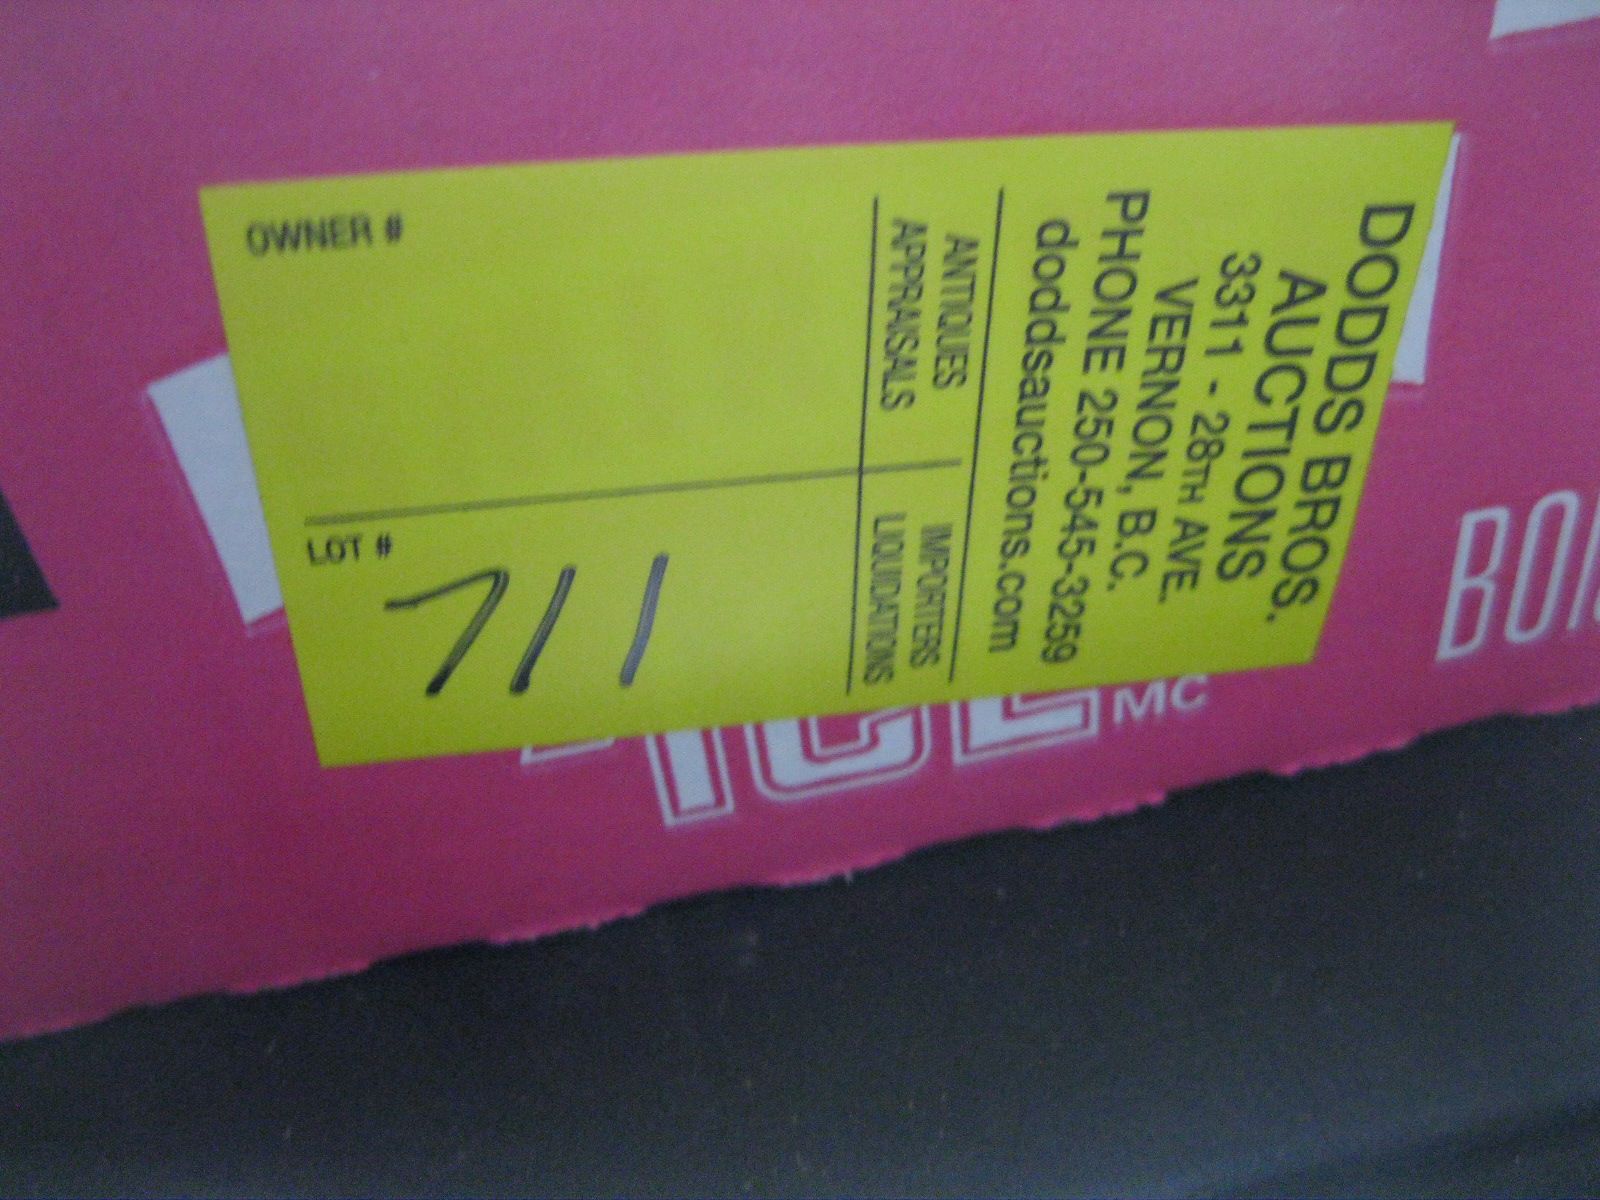 DODDS BROS.
AUCTIONS
3311 - 28TH AVE.
VERNON, B.C.
PHONE 250-545-3259
doddsauctions.com
ANTIQUES
APPRAISALS
IMPORTERS
LIQUIDATIONS
OWNER #
LOT #
711
MC